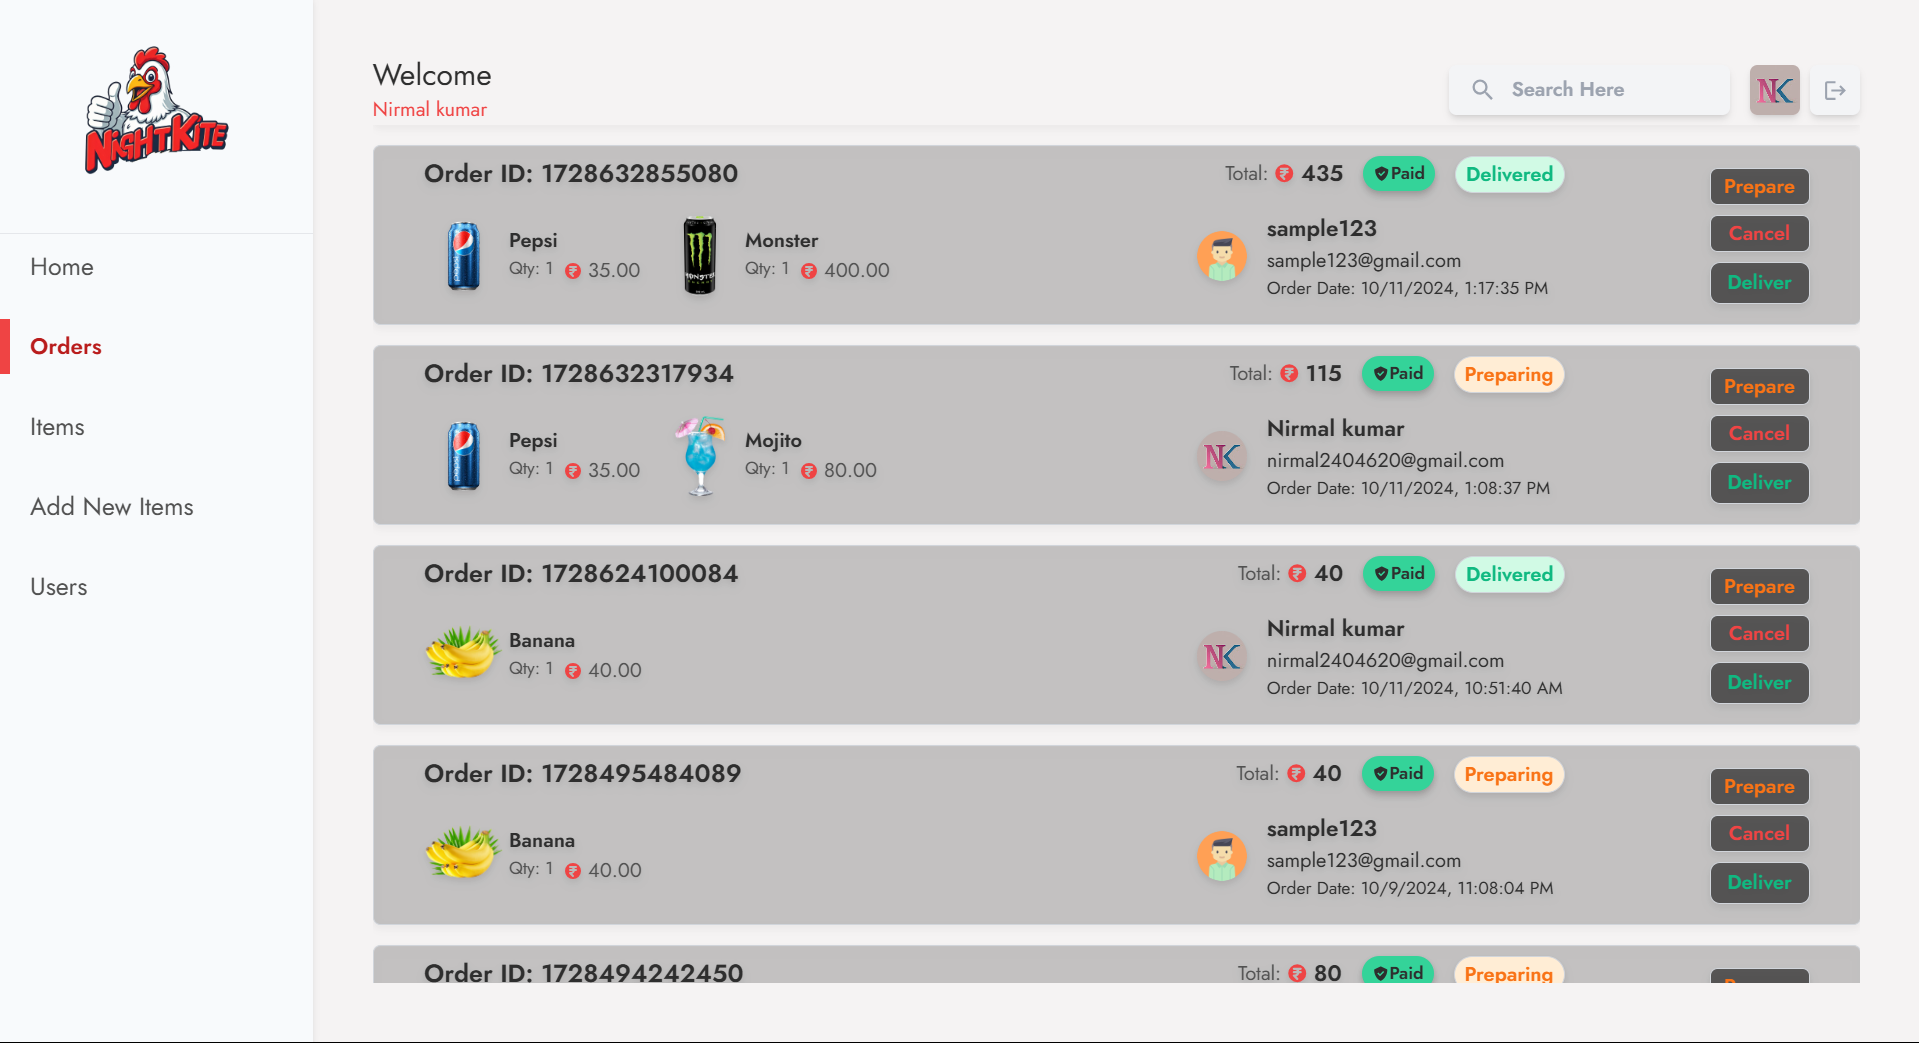 NIGHTKITE
Home
Orders
Items
Add New Items
Users
Welcome
Nirmal kumar
Search Here
NK
Order ID: 1728632855080
Total: ₹ 435 Paid Delivered
Pepsi
Qty: 1 ₹ 35.00
Monster
Qty: 1 ₹ 400.00
sample123
sample123@gmail.com
Order Date: 10/11/2024, 1:17:35 PM
Prepare
Cancel
Deliver
Order ID: 1728632317934
Total: ₹ 115 Paid Preparing
Pepsi
Qty: 1 ₹ 35.00
Mojito
Qty: 1 ₹ 80.00
NK
Nirmal kumar
nirmal2404620@gmail.com
Order Date: 10/11/2024, 1:08:37 PM
Prepare
Cancel
Deliver
Order ID: 1728624100084
Total: ₹ 40 Paid Delivered
Banana
Qty: 1 ₹ 40.00
NK
Nirmal kumar
nirmal2404620@gmail.com
Order Date: 10/11/2024, 10:51:40 AM
Prepare
Cancel
Deliver
Order ID: 1728495484089
Total: ₹ 40 Paid Preparing
Banana
Qty: 1 ₹ 40.00
sample123
sample123@gmail.com
Order Date: 10/9/2024, 11:08:04 PM
Prepare
Cancel
Deliver
Order ID: 1728494242450
Total: ₹ 80 Paid Preparing